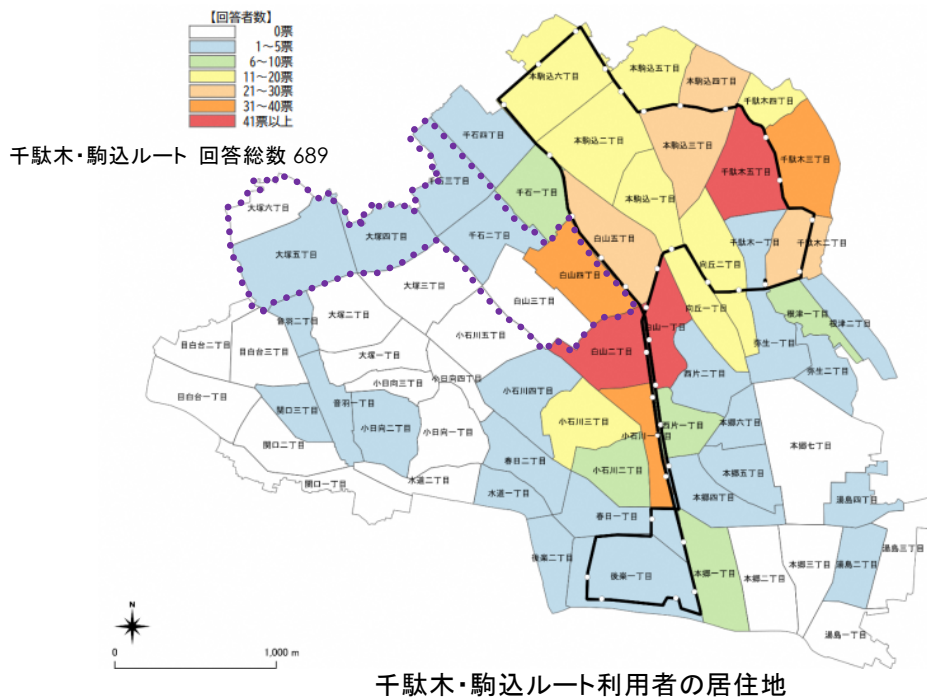 【回答者数】
0票
1～5票
6～10票
11～20票
21～30票
31～40票
41票以上
千駄木・駒込ルート 回答総数 689
本駒込六丁目
本駒込五丁目
本駒込四丁目
千駄木四丁目
千石四丁目
本駒込二丁目
本駒込三丁目
千駄木五丁目
千駄木三丁目
千石三丁目
千石一丁目
本駒込一丁目
大塚六丁目
大塚四丁目
千石二丁目
白山五丁目
千駄木一丁目
千駄木二丁目
大塚五丁目
向丘二丁目
白山四丁目
大塚三丁目
白山三丁目
大塚二丁目
音羽二丁目
小石川五丁目
白山一丁目
向丘一丁目
根津一丁目
根津二丁目
目白台二丁目
目白台三丁目
大塚一丁目
白山二丁目
弥生一丁目
小日向三丁目
小日向四丁目
西片二丁目
弥生二丁目
目白台一丁目
関口三丁目
音羽一丁目
小石川四丁目
小日向二丁目
小日向一丁目
小石川三丁目
小石川一丁目
西片一丁目
本郷六丁目
本郷七丁目
関口二丁目
春日二丁目
小石川二丁目
本郷五丁目
関口一丁目
水道二丁目
水道一丁目
本郷四丁目
湯島四丁目
春日一丁目
後楽二丁目
後楽一丁目
本郷一丁目
本郷二丁目
本郷三丁目
湯島二丁目
湯島三丁目
湯島一丁目
N
0
1,000 m
千駄木・駒込ルート利用者の居住地